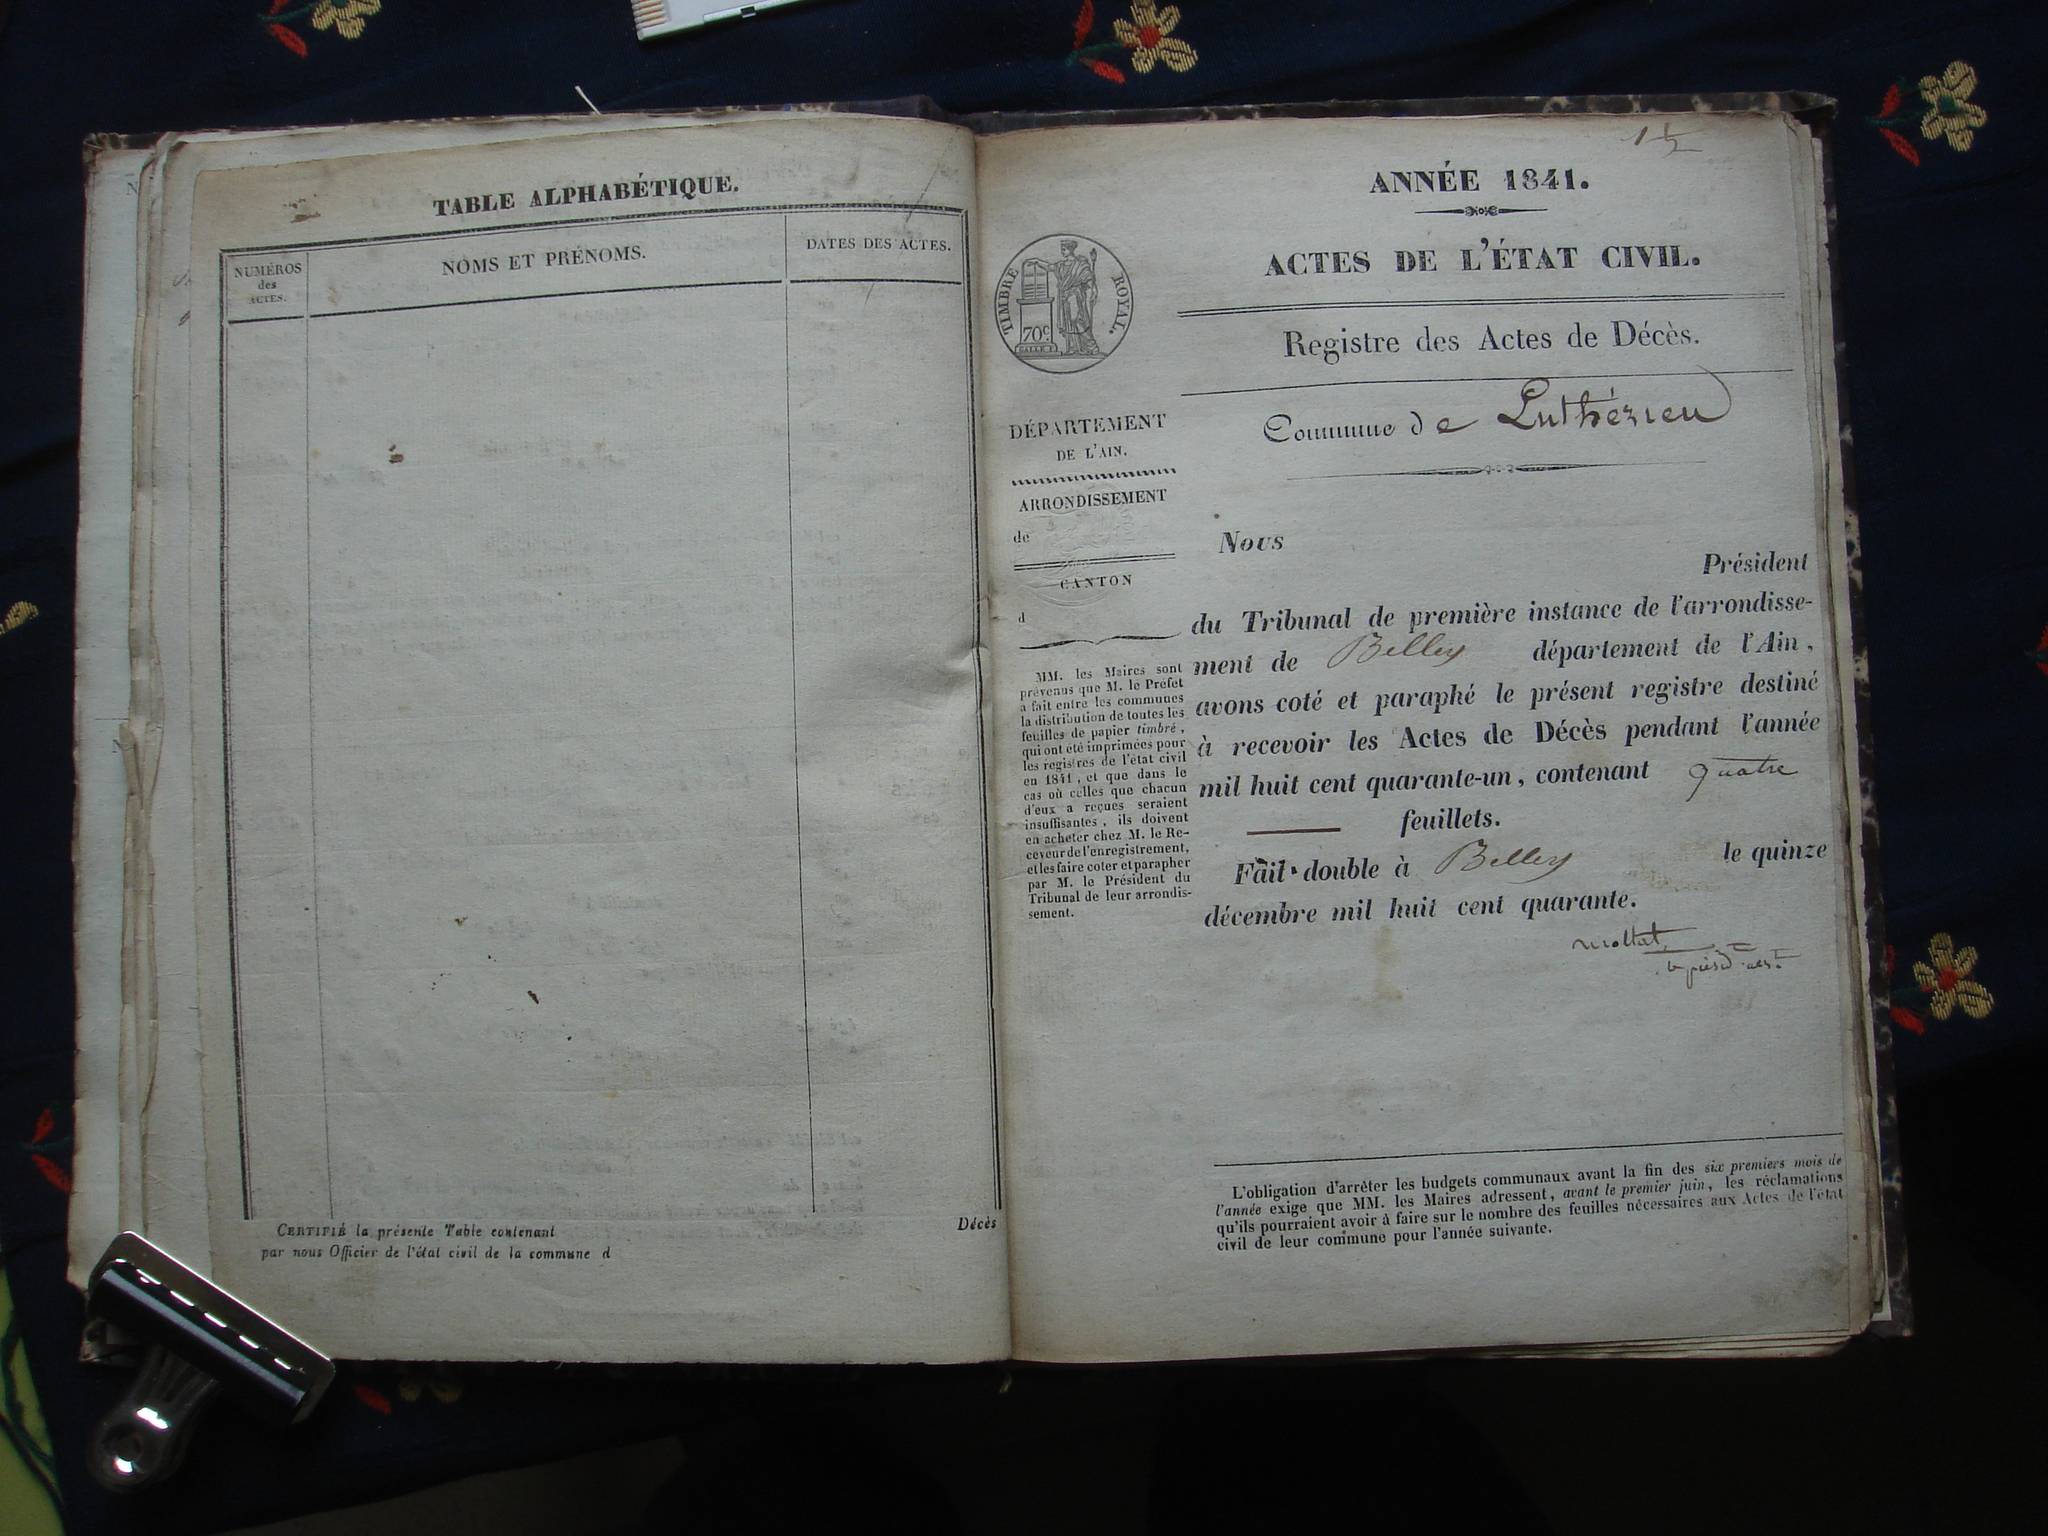 TABLE ALPHABÉTIQUE.
NUMÉROS
des
ACTES.
NOMS ET PRÉNOMS.
DATES DES ACTES.
CERTIFIÉ la présente Table contenant
Décès
par nous Officier de l'état civil de la commune d
ANNÉE 1841.
ACTES DE L'ÉTAT CIVIL.
Registre des Actes de Décès.
Commune de Luthézieu
TIMBRE ROYAL.
70c.
DÉPARTEMENT
DE L'AIN.
ARRONDISSEMENT
de
CANTON
d
MM. les Maires sont
prévenus que M. le Préfet
a fait entre les communes
la distribution de toutes les
feuilles de papier timbré,
qui ont été imprimées pour
les registres de l'état civil
en 1841, et que dans le
cas où celles que chacun
d'eux a reçues seraient
insuffisantes, ils doivent
en acheter chez M. le Re-
ceveur de l'enregistrement,
et les faire coter et parapher
par M. le Président du
Tribunal de leur arrondis-
sement.
Nous
Président
du Tribunal de première instance de l'arrondisse-
ment de Belley département de l'Ain,
avons coté et paraphé le présent registre destiné
à recevoir les Actes de Décès pendant l'année
mil huit cent quarante-un, contenant quatre
feuillets.
Fait double à Belley le quinze
décembre mil huit cent quarante.
L'obligation d'arrêter les budgets communaux avant la fin des six premiers mois de
l'année exige que MM. les Maires adressent, avant le premier juin, les réclamations
qu'ils pourraient avoir à faire sur le nombre des feuilles nécessaires aux Actes de l'état
civil de leur commune pour l'année suivante.